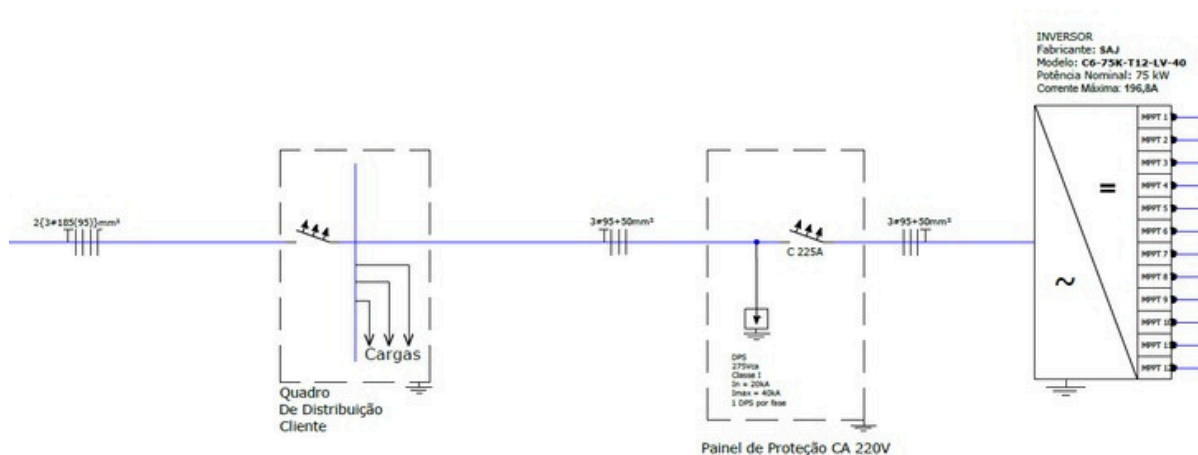 INVERSOR
Fabricante: SAJ
Modelo: C6-75K-T12-LV-40
Potência Nominal: 75 kW
Corrente Máxima: 196,8A
MPPT 1
MPPT 2
MPPT 3
MPPT 4
MPPT 5
MPPT 6
MPPT 7
MPPT 8
MPPT 9
MPPT 10
MPPT 11
MPPT 12
=
~
2{3#185(95)}mm²
3#95+50mm²
C 225A
3#95+50mm²
Cargas
Quadro
De Distribuição
Cliente
DPS
275Vca
Classe I
In = 20kA
Imax = 40kA
1 DPS por fase
Painel de Proteção CA 220V